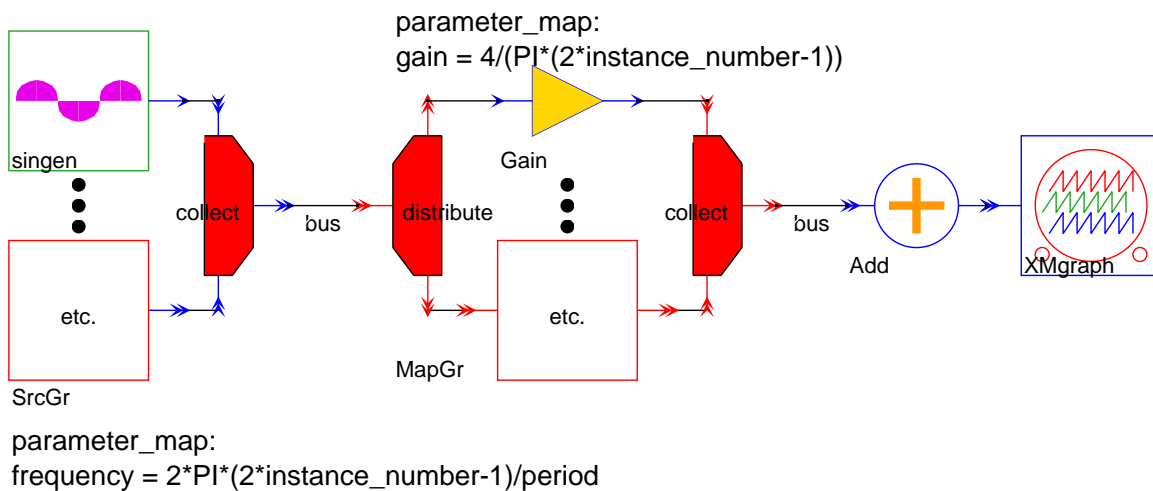 parameter_map:
gain = 4/(PI*(2*instance_number-1))
singen
Gain
collect
bus
distribute
collect
bus
Add
XMgraph
etc.
etc.
MapGr
SrcGr
parameter_map:
frequency = 2*PI*(2*instance_number-1)/period